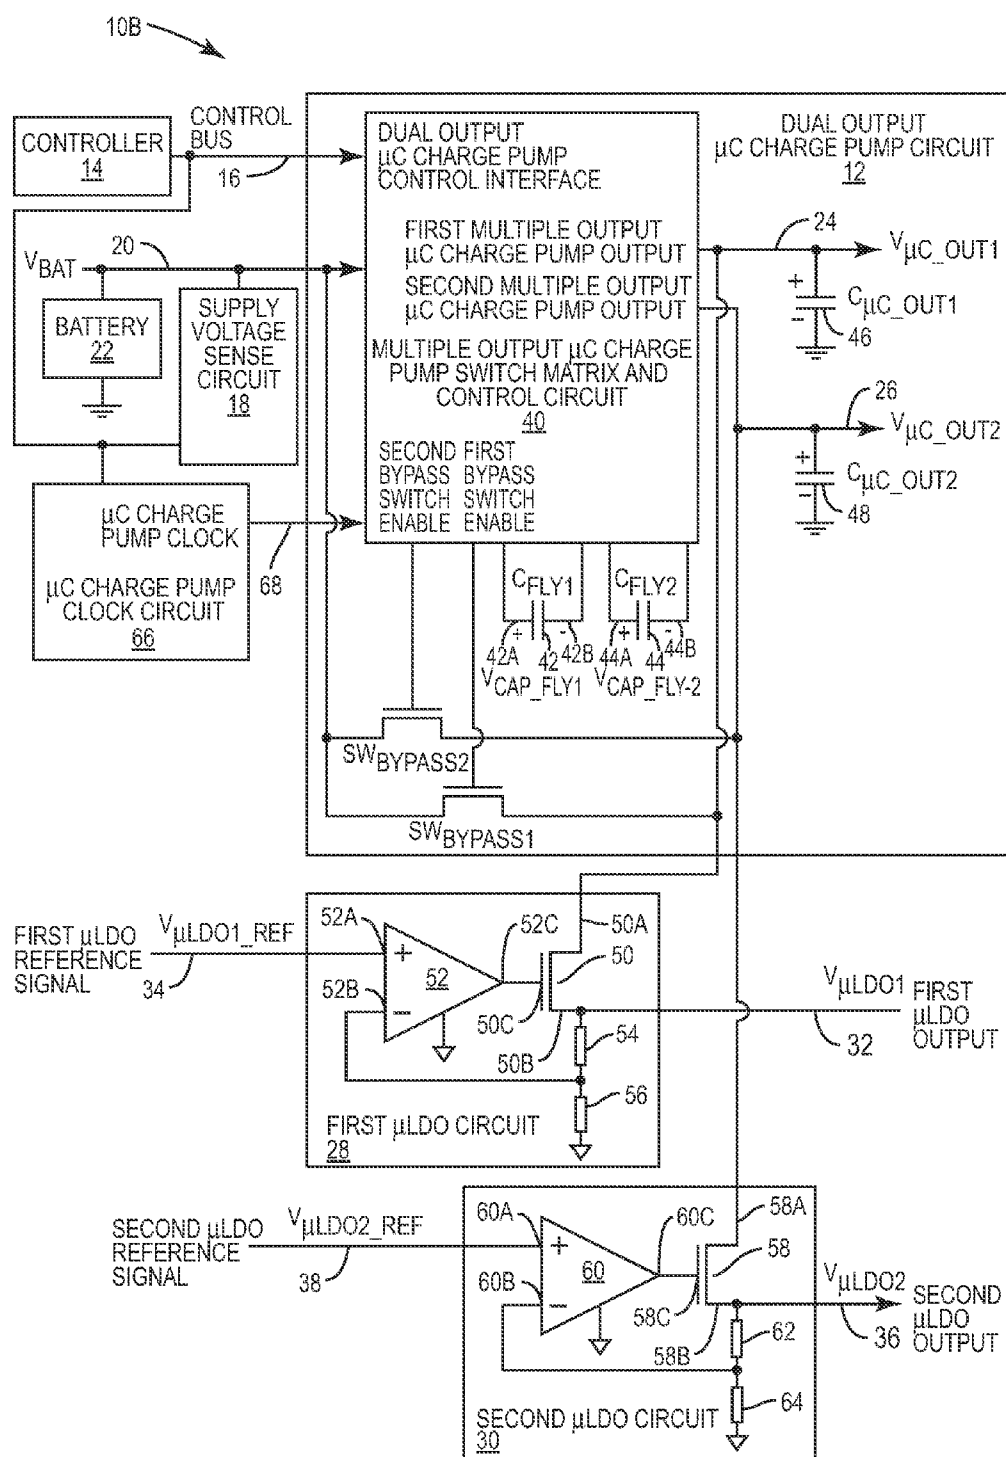 10B
CONTROLLER
14
CONTROL
BUS
16
DUAL OUTPUT
µC CHARGE PUMP
CONTROL INTERFACE
DUAL OUTPUT
µC CHARGE PUMP CIRCUIT
12
FIRST MULTIPLE OUTPUT
µC CHARGE PUMP OUTPUT
SECOND MULTIPLE OUTPUT
µC CHARGE PUMP OUTPUT
MULTIPLE OUTPUT µC CHARGE
PUMP SWITCH MATRIX AND
CONTROL CIRCUIT
40
24
VµC_OUT1
+
-
CµC_OUT1
46
26
VµC_OUT2
+
-
CµC_OUT2
48
VBAT
20
BATTERY
22
SUPPLY
VOLTAGE
SENSE
CIRCUIT
18
SECOND
BYPASS
SWITCH
ENABLE
FIRST
BYPASS
SWITCH
ENABLE
µC CHARGE
PUMP CLOCK
µC CHARGE PUMP
CLOCK CIRCUIT
66
68
CFLY1
+
-
42A
42
42B
VCAP_FLY1
CFLY2
+
-
44A
44
44B
VCAP_FLY-2
SWBYPASS2
SWBYPASS1
FIRST µLDO
REFERENCE
SIGNAL
VµLDO1_REF
34
52A
52B
+
-
52
52C
50A
50
50C
50B
54
56
VµLDO1
32
FIRST
µLDO
OUTPUT
FIRST µLDO CIRCUIT
28
SECOND µLDO
REFERENCE
SIGNAL
VµLDO2_REF
38
60A
60B
+
-
60
60C
58A
58
58C
58B
62
64
VµLDO2
36
SECOND
µLDO
OUTPUT
SECOND µLDO CIRCUIT
30